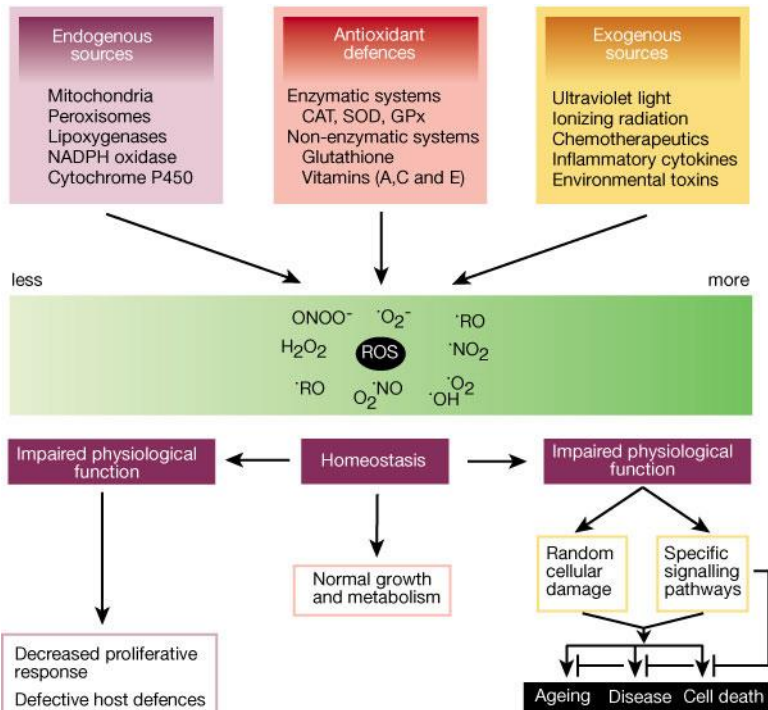 Endogenous
sources
Mitochondria
Peroxisomes
Lipoxygenases
NADPH oxidase
Cytochrome P450
Antioxidant
defences
Enzymatic systems
CAT, SOD, GPx
Non-enzymatic systems
Glutathione
Vitamins (A,C and E)
Exogenous
sources
Ultraviolet light
Ionizing radiation
Chemotherapeutics
Inflammatory cytokines
Environmental toxins
less
more
ONOO⁻
·O₂⁻
·RO
H₂O₂
ROS
·NO₂
·RO
O₂
·NO
·OH
·O₂
Impaired physiological
function
Homeostasis
Impaired physiological
function
Normal growth
and metabolism
Random
cellular
damage
Specific
signalling
pathways
Decreased proliferative
response
Defective host defences
Ageing
Disease
Cell death